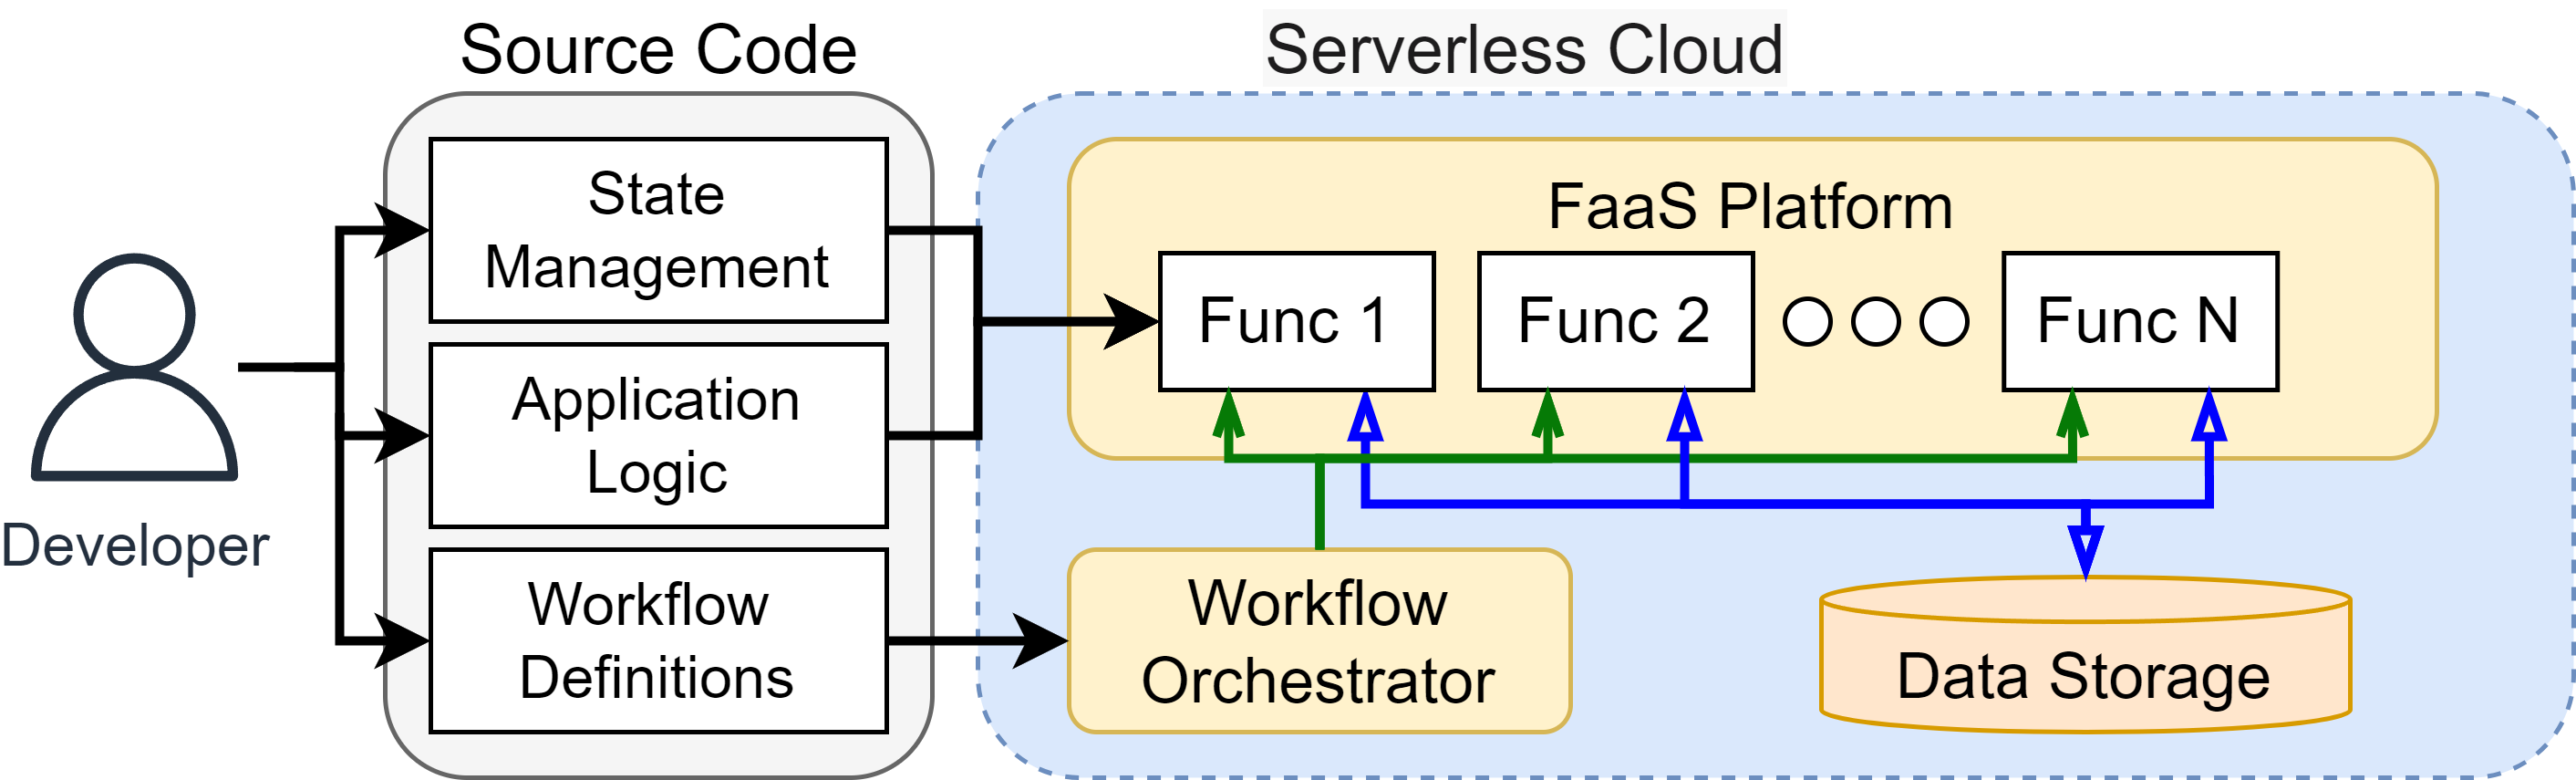 Source Code
Serverless Cloud
State
Management
Application
Logic
Workflow
Definitions
Developer
FaaS Platform
Func 1
Func 2
Func N
Workflow
Orchestrator
Data Storage